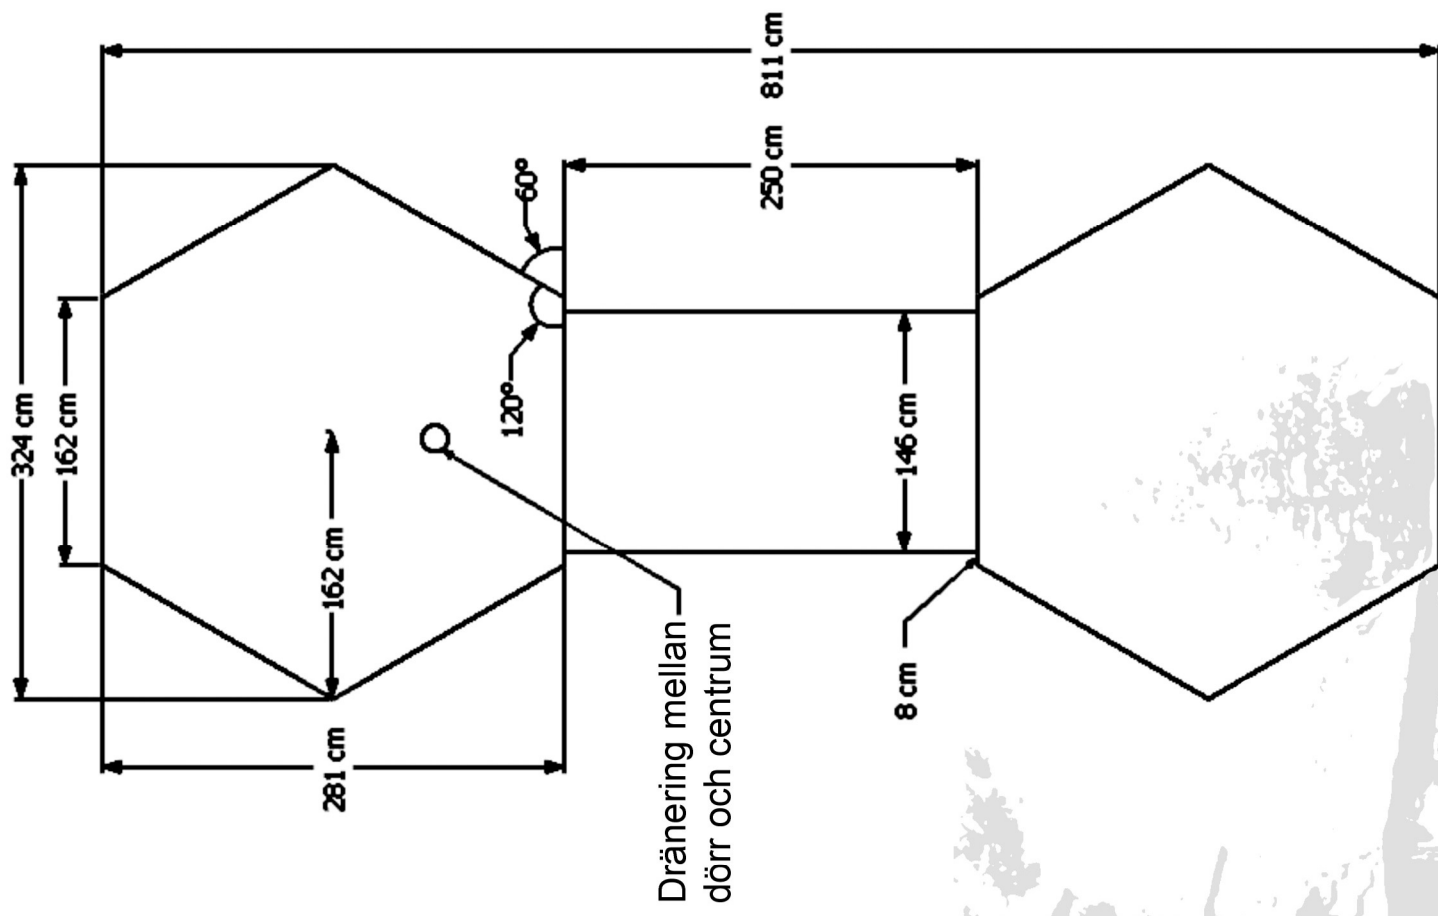 811 cm
250 cm
60°
324 cm
162 cm
120°
162 cm
146 cm
281 cm
8 cm
Dränering mellan
dörr och centrum